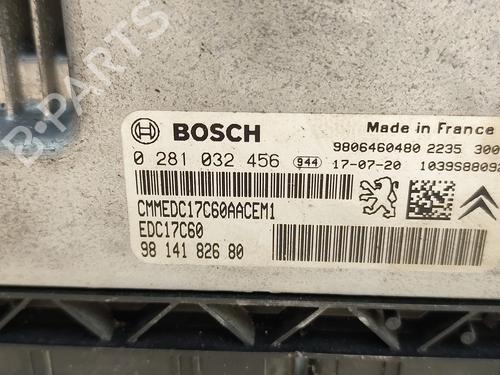 B-PARTS
BOSCH
Made in France
9806460480 2235 300
0 281 032 456 944 17-07-20 1039S88092
CMMEDC17C60AACEM1
EDC17C60
98 141 826 80